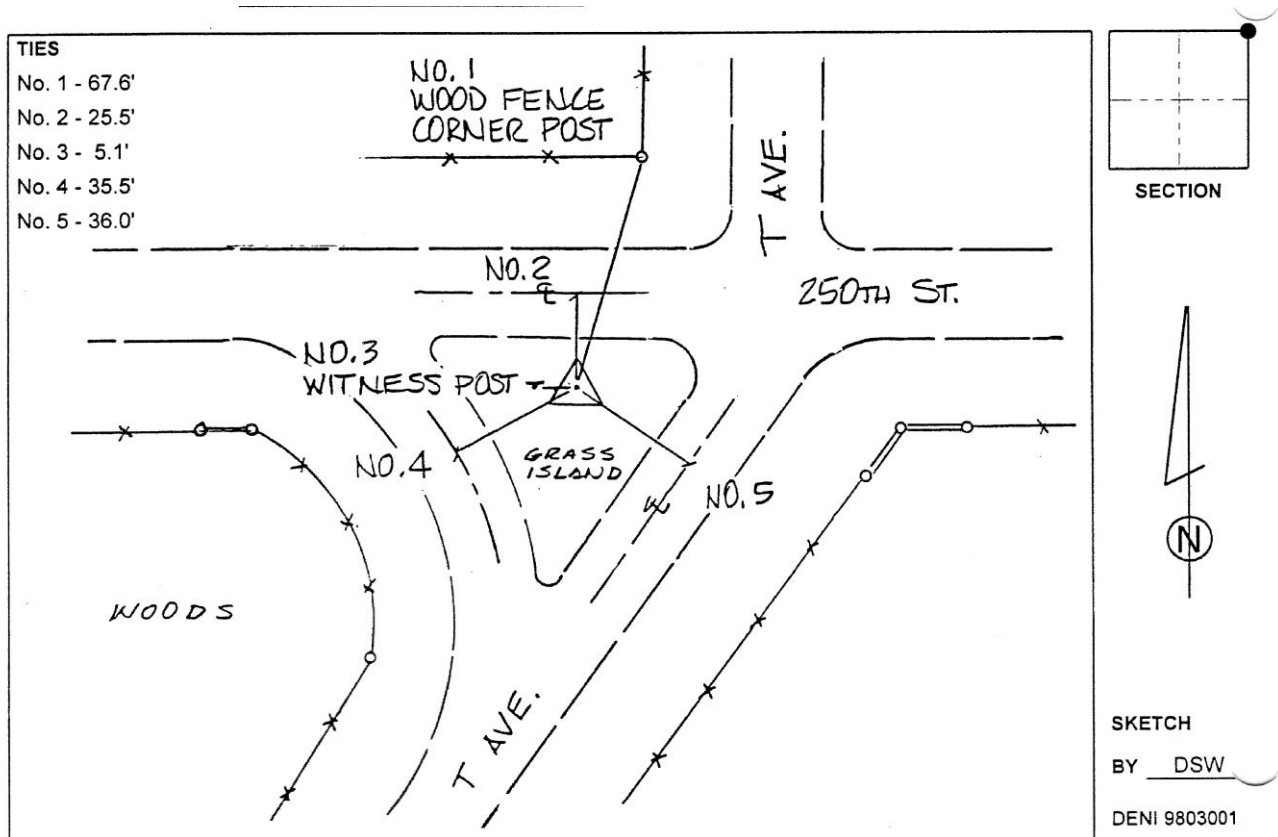 TIES
No. 1 - 67.6'
No. 2 - 25.5'
No. 3 - 5.1'
No. 4 - 35.5'
No. 5 - 36.0'
NO. 1
WOOD FENCE
CORNER POST
T AVE.
NO. 2
℄
250TH ST.
NO. 3
WITNESS POST
NO. 4
GRASS
ISLAND
℄
NO. 5
WOODS
T AVE.
SECTION
N
SKETCH
BY DSW
DENI 9803001